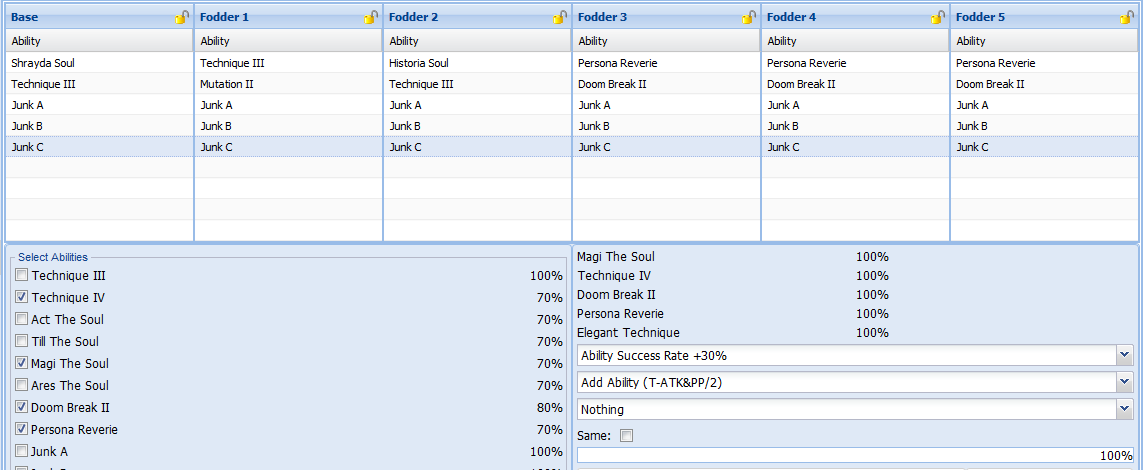 Base Fodder 1 Fodder 2 Fodder 3 Fodder 4 Fodder 5
Ability Ability Ability Ability Ability Ability
Shrayda Soul Technique III Historia Soul Persona Reverie Persona Reverie Persona Reverie
Technique III Mutation II Technique III Doom Break II Doom Break II Doom Break II
Junk A Junk A Junk A Junk A Junk A Junk A
Junk B Junk B Junk B Junk B Junk B Junk B
Junk C Junk C Junk C Junk C Junk C Junk C
Select Abilities
Technique III 100%
Technique IV 70%
Act The Soul 70%
Till The Soul 70%
Magi The Soul 70%
Ares The Soul 70%
Doom Break II 80%
Persona Reverie 70%
Junk A 100%
Magi The Soul 100%
Technique IV 100%
Doom Break II 100%
Persona Reverie 100%
Elegant Technique 100%
Ability Success Rate +30%
Add Ability (T-ATK&PP/2)
Nothing
Same:
100%